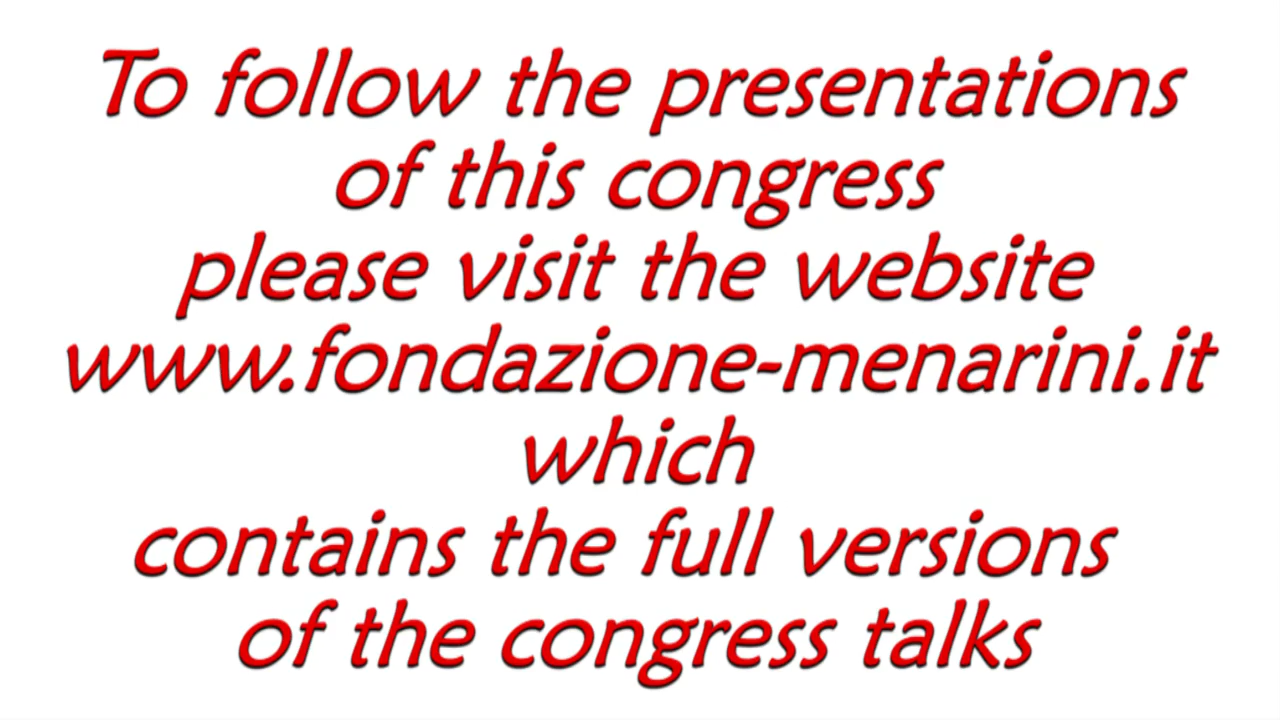 To follow the presentations
of this congress
please visit the website
www.fondazione-menarini.it
which
contains the full versions
of the congress talks